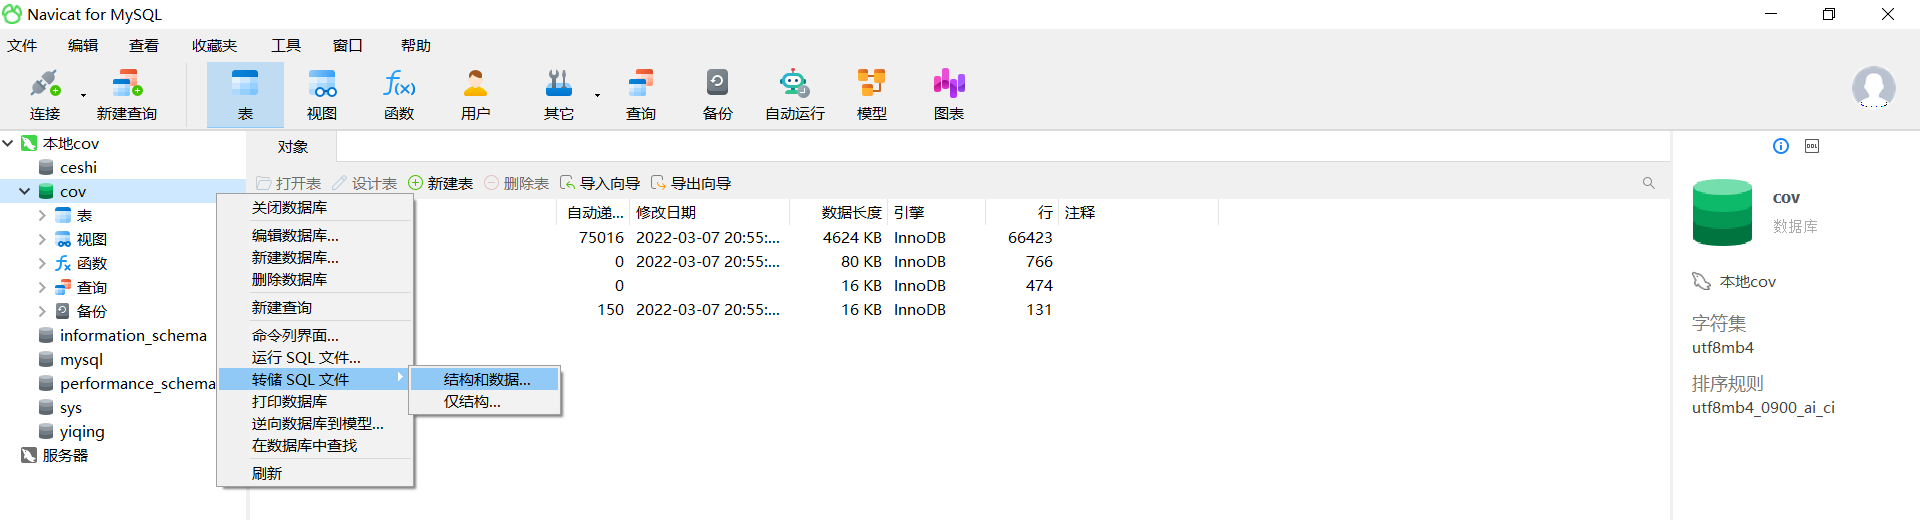 Navicat for MySQL
文件 编辑 查看 收藏夹 工具 窗口 帮助
连接 新建查询 表 视图 函数 用户 其它 查询 备份 自动运行 模型 图表
f(x)
本地cov
ceshi
cov
表
视图
函数
查询
备份
information_schema
mysql
performance_schema
sys
yiqing
服务器
对象
打开表 设计表 新建表 删除表 导入向导 导出向导
自动递... 修改日期 数据长度 引擎 行 注释
75016 2022-03-07 20:55:... 4624 KB InnoDB 66423
0 2022-03-07 20:55:... 80 KB InnoDB 766
0 16 KB InnoDB 474
150 2022-03-07 20:55:... 16 KB InnoDB 131
关闭数据库
编辑数据库...
新建数据库...
删除数据库
新建查询
命令列界面...
运行 SQL 文件...
转储 SQL 文件
打印数据库
逆向数据库到模型...
在数据库中查找
刷新
结构和数据...
仅结构...
DDL
cov
数据库
本地cov
字符集
utf8mb4
排序规则
utf8mb4_0900_ai_ci